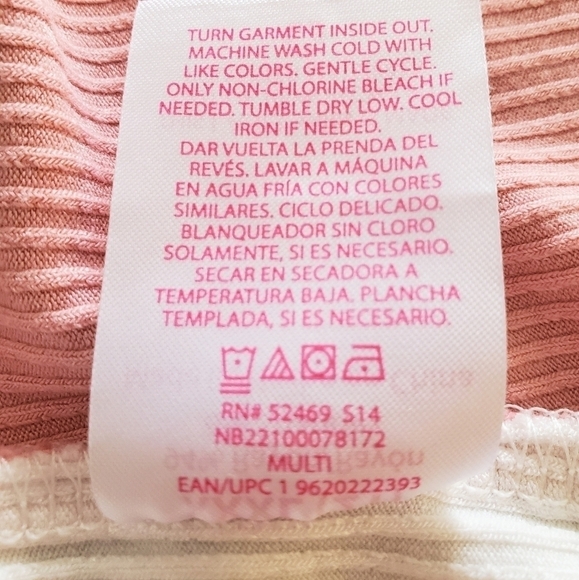 TURN GARMENT INSIDE OUT.
MACHINE WASH COLD WITH
LIKE COLORS. GENTLE CYCLE.
ONLY NON-CHLORINE BLEACH IF
NEEDED. TUMBLE DRY LOW. COOL
IRON IF NEEDED.
DAR VUELTA LA PRENDA DEL
REVÉS. LAVAR A MÁQUINA
EN AGUA FRÍA CON COLORES
SIMILARES. CICLO DELICADO.
BLANQUEADOR SIN CLORO
SOLAMENTE, SI ES NECESARIO.
SECAR EN SECADORA A
TEMPERATURA BAJA. PLANCHA
TEMPLADA, SI ES NECESARIO.
China
RN# 52469 S14
NB22100078172
94% Rayón
MULTI
EAN/UPC 1 9620222393